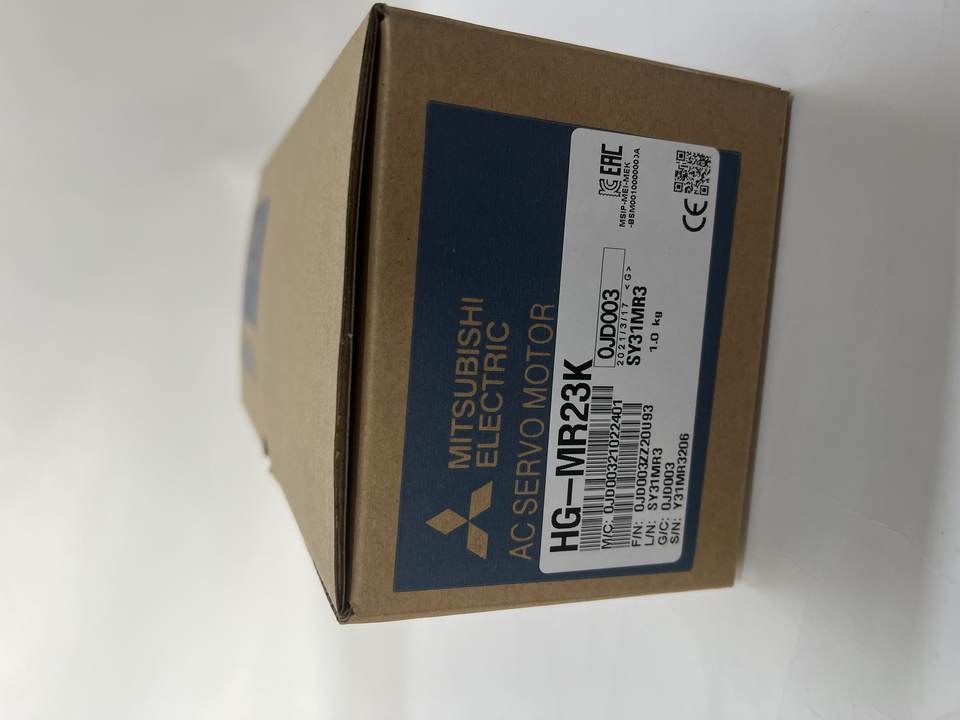 MITSUBISHI
ELECTRIC
AC SERVO MOTOR
HG-MR23K
M/C: 0JD00321022401
F/N: 0JD003ZZ20U93
L/N: SY31MR3
G/C: 0JD003
S/N: Y31MR3206
0JD003
2021/3/17 <G>
SY31MR3
1.0 kg
EAC
MSIP-MEI-MEK
CE